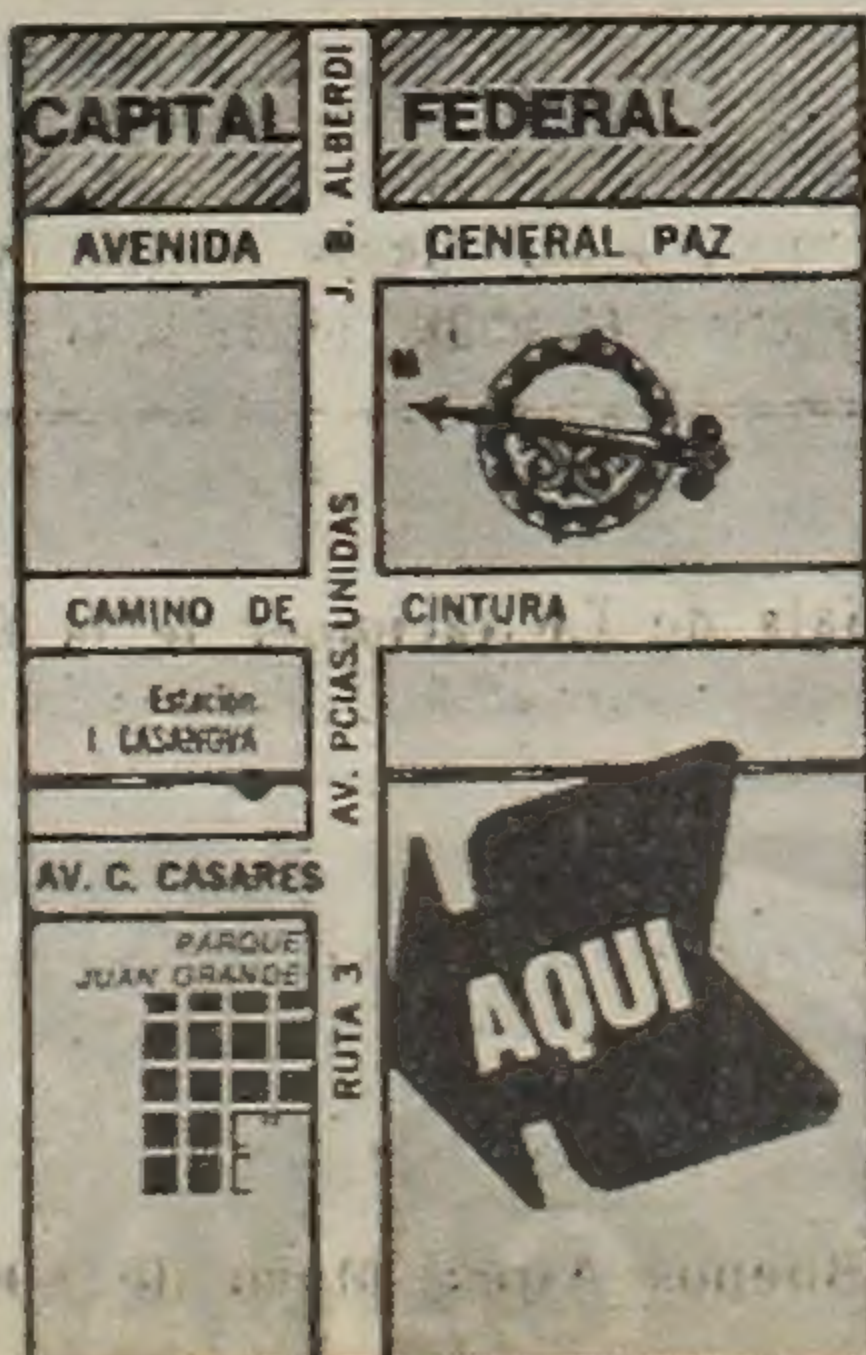 CAPITAL FEDERAL
J. B. ALBERDI
AVENIDA GENERAL PAZ
CAMINO DE CINTURA
AV. PCIAS. UNIDAS
Estacion
I. CASANOVA
AV. C. CASARES
PARQUE
JUAN GRANDE
RUTA 3
AQUI